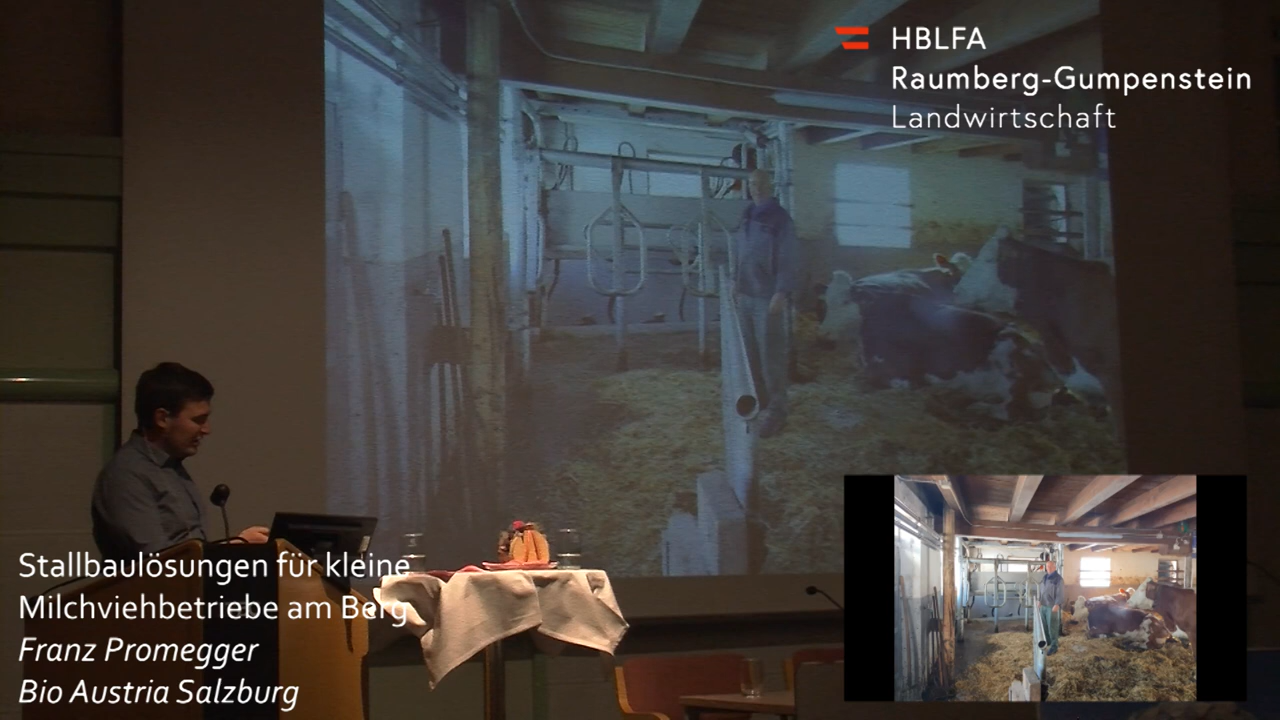 HBLFA
Raumberg-Gumpenstein
Landwirtschaft
Stallbaulösungen für kleine
Milchviehbetriebe am Berg
Franz Promegger
Bio Austria Salzburg